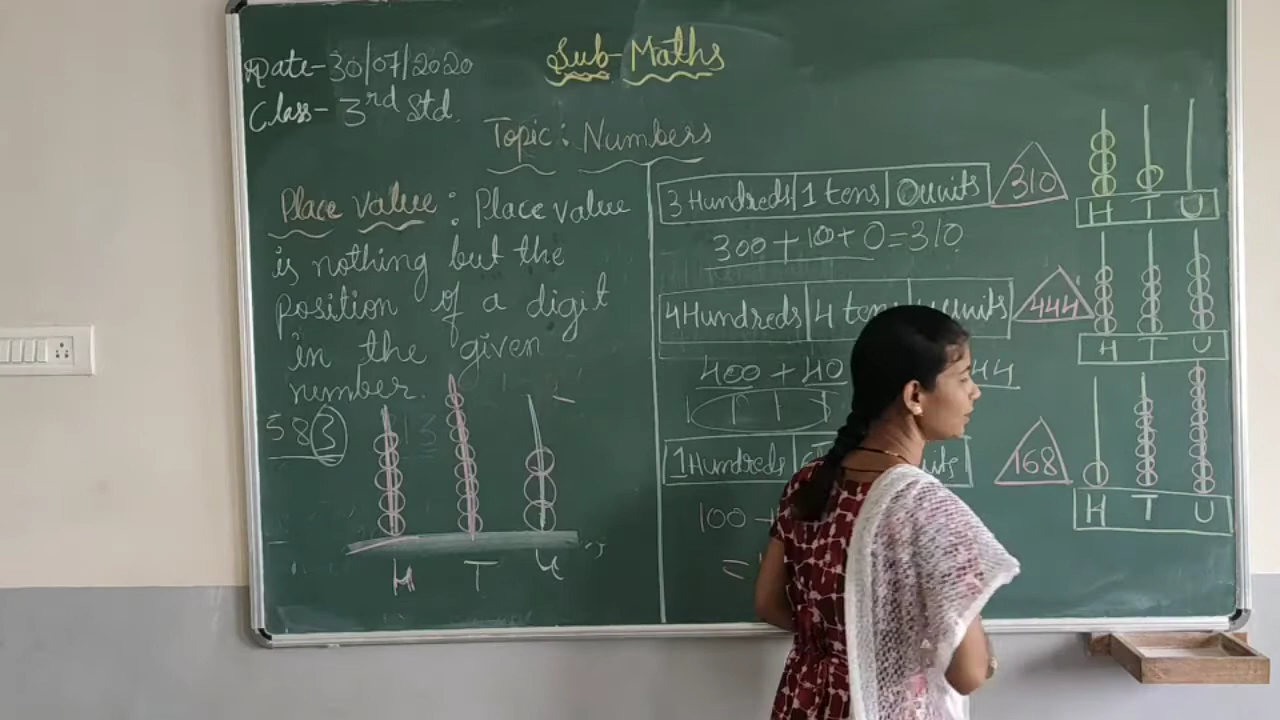 Date- 30/07/2020
Class- 3rd Std.
Sub- Maths
Topic: Numbers
Place value: Place value
is nothing but the
position of a digit
in the given
number.
583
H T U
3 Hundreds 1 tens 0 units 310
300+10+0=310
4 Hundreds 4 units 444
400 + 40 44
1 Hundreds 168
100
=
H T U
H T U
H T U